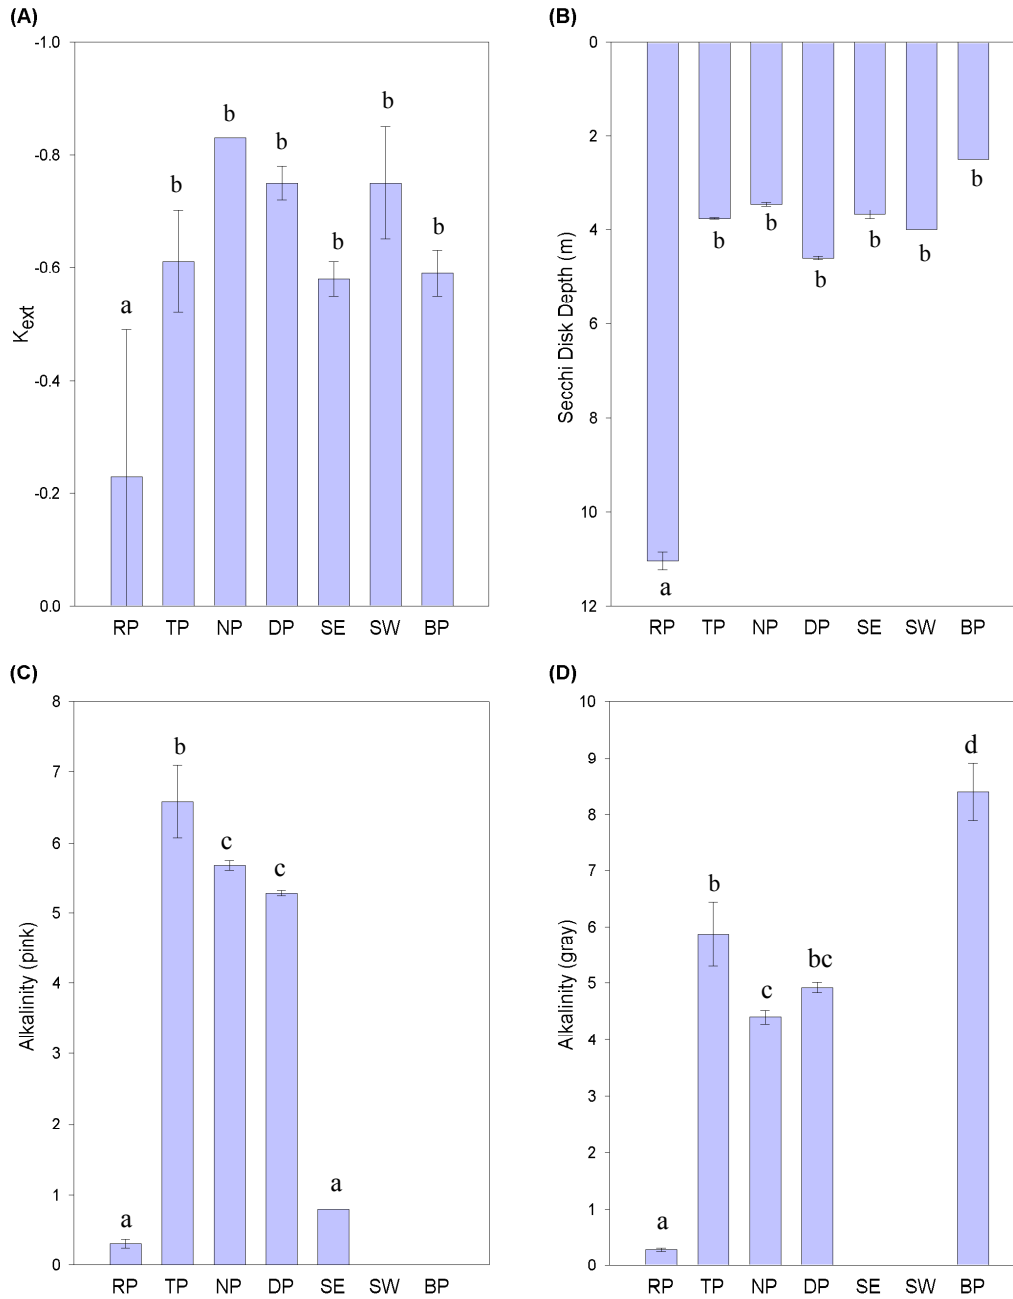 (A)
-1.0
-0.8
-0.6
-0.4
-0.2
0.0
Kext
a
b
b
b
b
b
b
RP TP NP DP SE SW BP
(B)
0
2
4
6
8
10
12
Secchi Disk Depth (m)
a
b
b
b
b
b
b
RP TP NP DP SE SW BP
(C)
8
7
6
5
4
3
2
1
0
Alkalinity (pink)
a
b
c
c
a
RP TP NP DP SE SW BP
(D)
10
9
8
7
6
5
4
3
2
1
0
Alkalinity (gray)
a
b
c
bc
d
RP TP NP DP SE SW BP